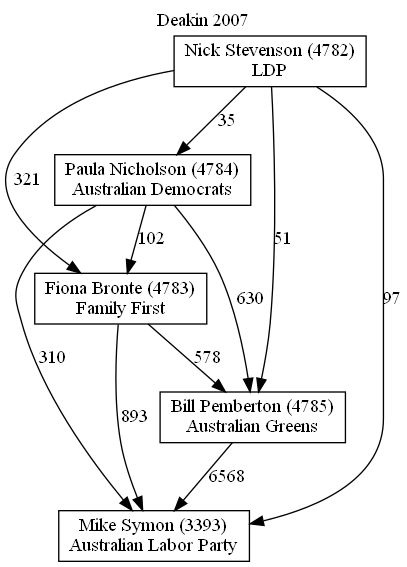 Deakin 2007
Nick Stevenson (4782)
LDP
35
Paula Nicholson (4784)
Australian Democrats
321
102
51
97
Fiona Bronte (4783)
Family First
630
310
578
893
Bill Pemberton (4785)
Australian Greens
6568
Mike Symon (3393)
Australian Labor Party